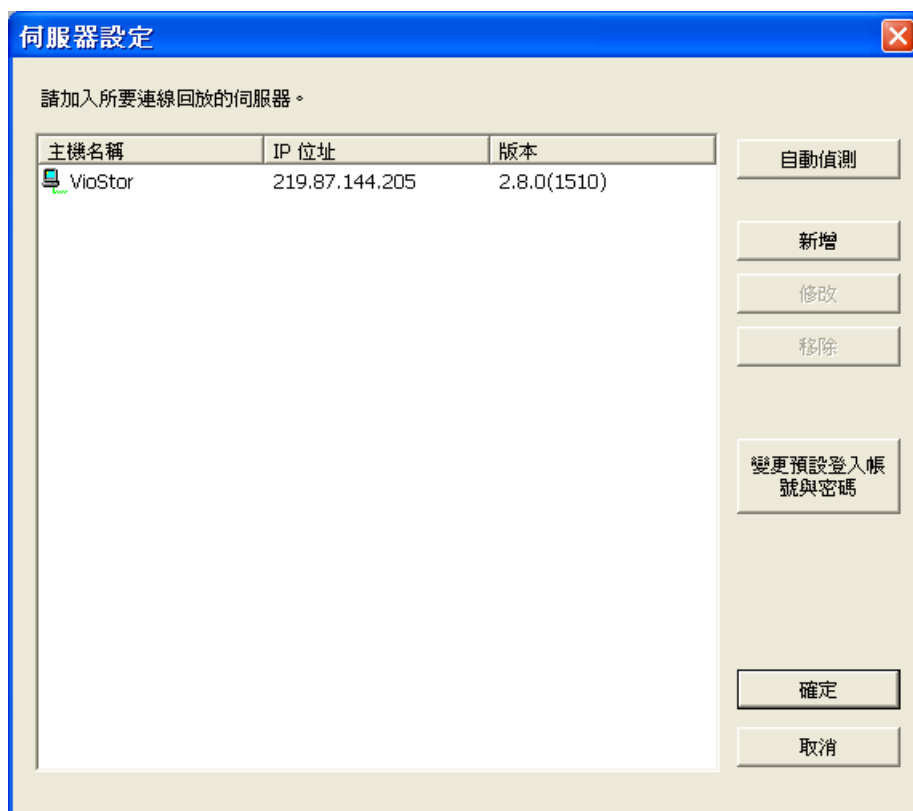 伺服器設定
請加入所要連線回放的伺服器。
主機名稱 IP 位址 版本
VioStor 219.87.144.205 2.8.0(1510)
自動偵測
新增
修改
移除
變更預設登入帳
號與密碼
確定
取消